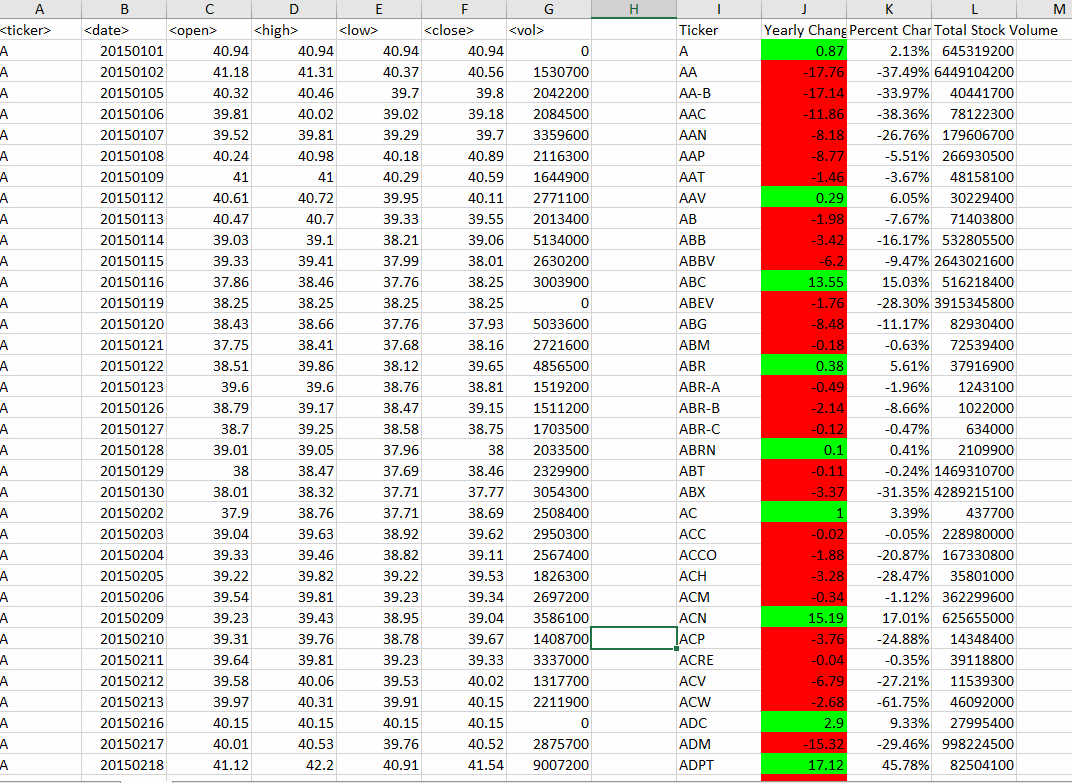 A B C D E F G H I J K L M
<ticker> <date> <open> <high> <low> <close> <vol> Ticker Yearly Chang Percent Char Total Stock Volume
A 20150101 40.94 40.94 40.94 40.94 0 A 0.87 2.13% 645319200
A 20150102 41.18 41.31 40.37 40.56 1530700 AA -17.76 -37.49% 6449104200
A 20150105 40.32 40.46 39.7 39.8 2042200 AA-B -17.14 -33.97% 40441700
A 20150106 39.81 40.02 39.02 39.18 2084500 AAC -11.86 -38.36% 78122300
A 20150107 39.52 39.81 39.29 39.7 3359600 AAN -8.18 -26.76% 179606700
A 20150108 40.24 40.98 40.18 40.89 2116300 AAP -8.77 -5.51% 266930500
A 20150109 41 41 40.29 40.59 1644900 AAT -1.46 -3.67% 48158100
A 20150112 40.61 40.72 39.95 40.11 2771100 AAV 0.29 6.05% 30229400
A 20150113 40.47 40.7 39.33 39.55 2013400 AB -1.98 -7.67% 71403800
A 20150114 39.03 39.1 38.21 39.06 5134000 ABB -3.42 -16.17% 532805500
A 20150115 39.33 39.41 37.99 38.01 2630200 ABBV -6.2 -9.47% 2643021600
A 20150116 37.86 38.46 37.76 38.25 3003900 ABC 13.55 15.03% 516218400
A 20150119 38.25 38.25 38.25 38.25 0 ABEV -1.76 -28.30% 3915345800
A 20150120 38.43 38.66 37.76 37.93 5033600 ABG -8.48 -11.17% 82930400
A 20150121 37.75 38.41 37.68 38.16 2721600 ABM -0.18 -0.63% 72539400
A 20150122 38.51 39.86 38.12 39.65 4856500 ABR 0.38 5.61% 37916900
A 20150123 39.6 39.6 38.76 38.81 1519200 ABR-A -0.49 -1.96% 1243100
A 20150126 38.79 39.17 38.47 39.15 1511200 ABR-B -2.14 -8.66% 1022000
A 20150127 38.7 39.25 38.58 38.75 1703500 ABR-C -0.12 -0.47% 634000
A 20150128 39.01 39.05 37.96 38 2033500 ABRN 0.1 0.41% 2109900
A 20150129 38 38.47 37.69 38.46 2329900 ABT -0.11 -0.24% 1469310700
A 20150130 38.01 38.32 37.71 37.77 3054300 ABX -3.37 -31.35% 4289215100
A 20150202 37.9 38.76 37.71 38.69 2508400 AC 1 3.39% 437700
A 20150203 39.04 39.63 38.92 39.62 2950300 ACC -0.02 -0.05% 228980000
A 20150204 39.33 39.46 38.82 39.11 2567400 ACCO -1.88 -20.87% 167330800
A 20150205 39.22 39.82 39.22 39.53 1826300 ACH -3.28 -28.47% 35801000
A 20150206 39.54 39.81 39.23 39.34 2697200 ACM -0.34 -1.12% 362299600
A 20150209 39.23 39.43 38.95 39.04 3586100 ACN 15.19 17.01% 625655000
A 20150210 39.31 39.76 38.78 39.67 1408700 ACP -3.76 -24.88% 14348400
A 20150211 39.64 39.81 39.23 39.33 3337000 ACRE -0.04 -0.35% 39118800
A 20150212 39.58 40.06 39.53 40.02 1317700 ACV -6.79 -27.21% 11539300
A 20150213 39.97 40.31 39.91 40.15 2211900 ACW -2.68 -61.75% 46092000
A 20150216 40.15 40.15 40.15 40.15 0 ADC 2.9 9.33% 27995400
A 20150217 40.01 40.53 39.76 40.52 2875700 ADM -15.32 -29.46% 998224500
A 20150218 41.12 42.2 40.91 41.54 9007200 ADPT 17.12 45.78% 82504100